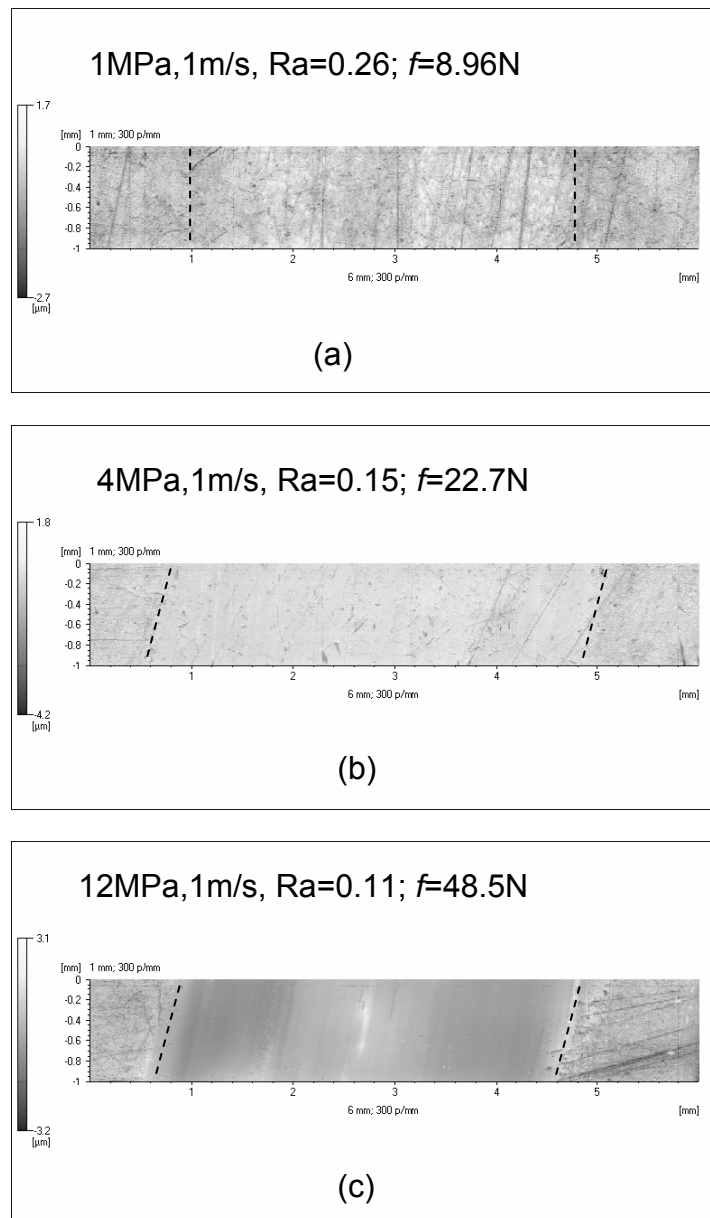 1MPa,1m/s, Ra=0.26; f=8.96N
1.7
[mm] 1 mm; 300 p/mm
0
-0.2
-0.4
-0.6
-0.8
-1
1 2 3 4 5
6 mm; 300 p/mm [mm]
-2.7
[µm]
(a)
4MPa,1m/s, Ra=0.15; f=22.7N
1.8
[mm] 1 mm; 300 p/mm
0
-0.2
-0.4
-0.6
-0.8
-1
1 2 3 4 5
6 mm; 300 p/mm [mm]
-4.2
[µm]
(b)
12MPa,1m/s, Ra=0.11; f=48.5N
3.1
[mm] 1 mm; 300 p/mm
0
-0.2
-0.4
-0.6
-0.8
-1
1 2 3 4 5
6 mm; 300 p/mm [mm]
-3.2
[µm]
(c)